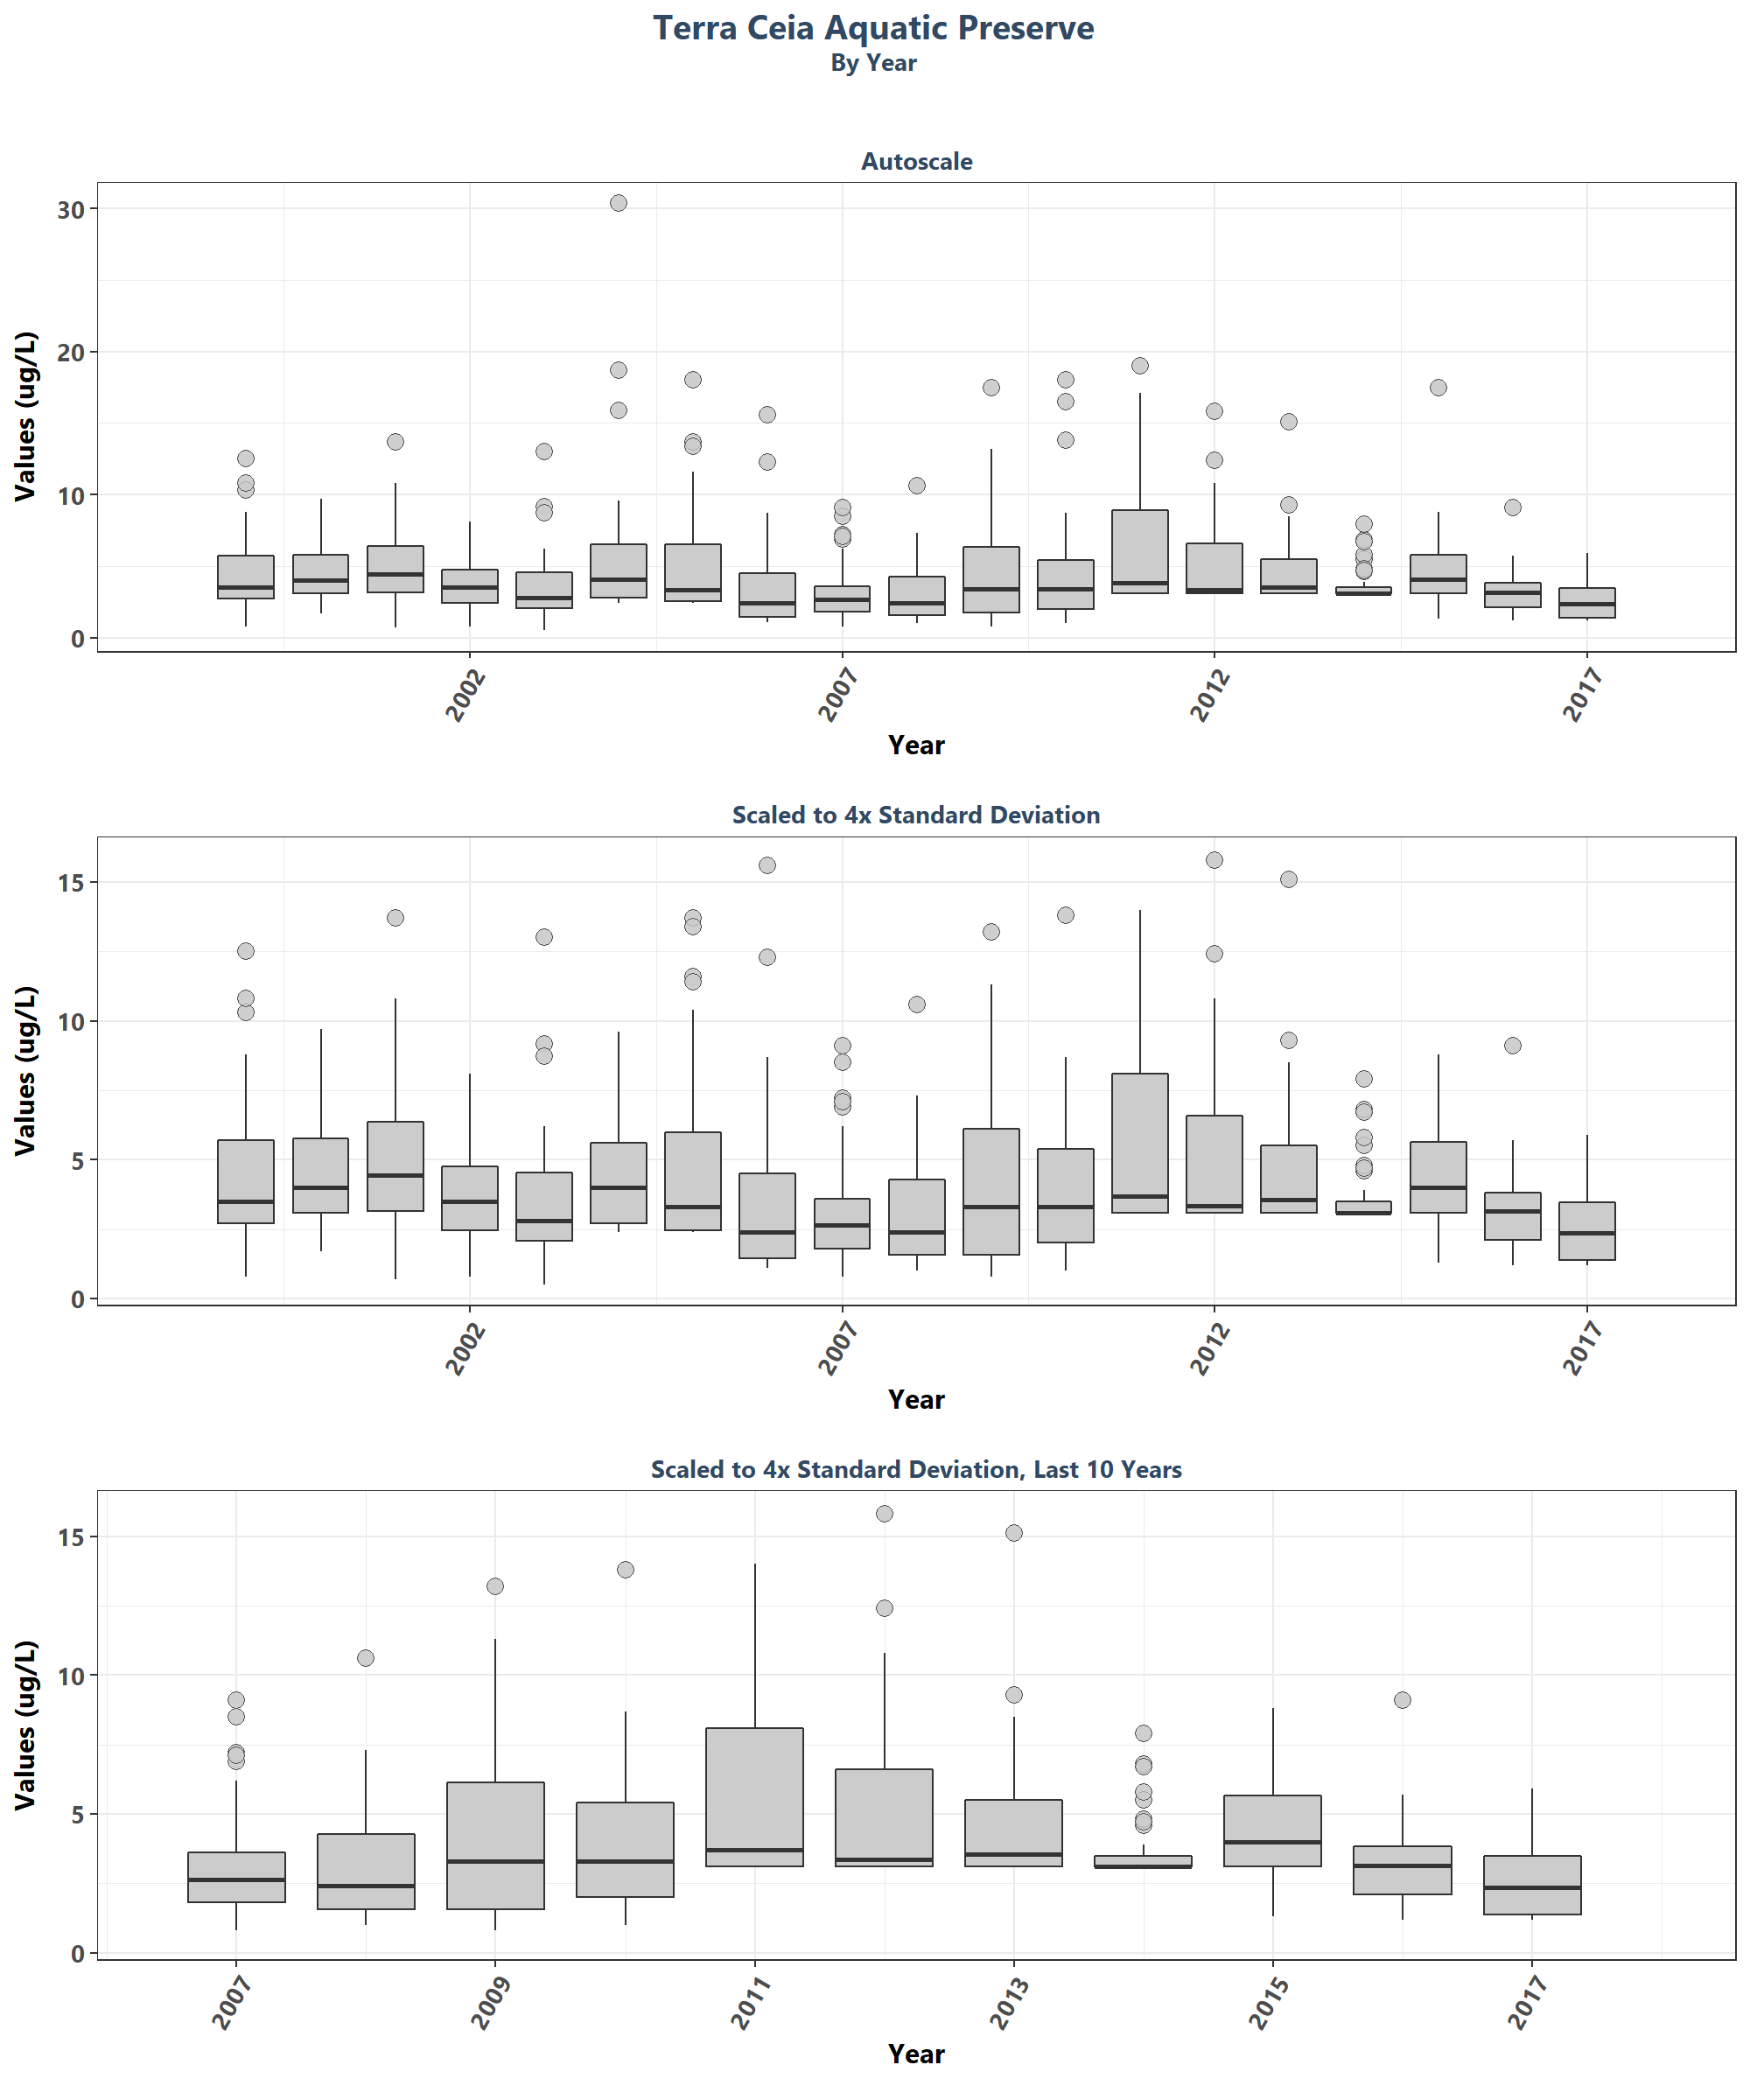 Terra Ceia Aquatic Preserve
By Year
Autoscale
Values (ug/L)
30
20
10
0
2002
2007
2012
2017
Year
Scaled to 4x Standard Deviation
Values (ug/L)
15
10
5
0
2002
2007
2012
2017
Year
Scaled to 4x Standard Deviation, Last 10 Years
Values (ug/L)
15
10
5
0
2007
2009
2011
2013
2015
2017
Year